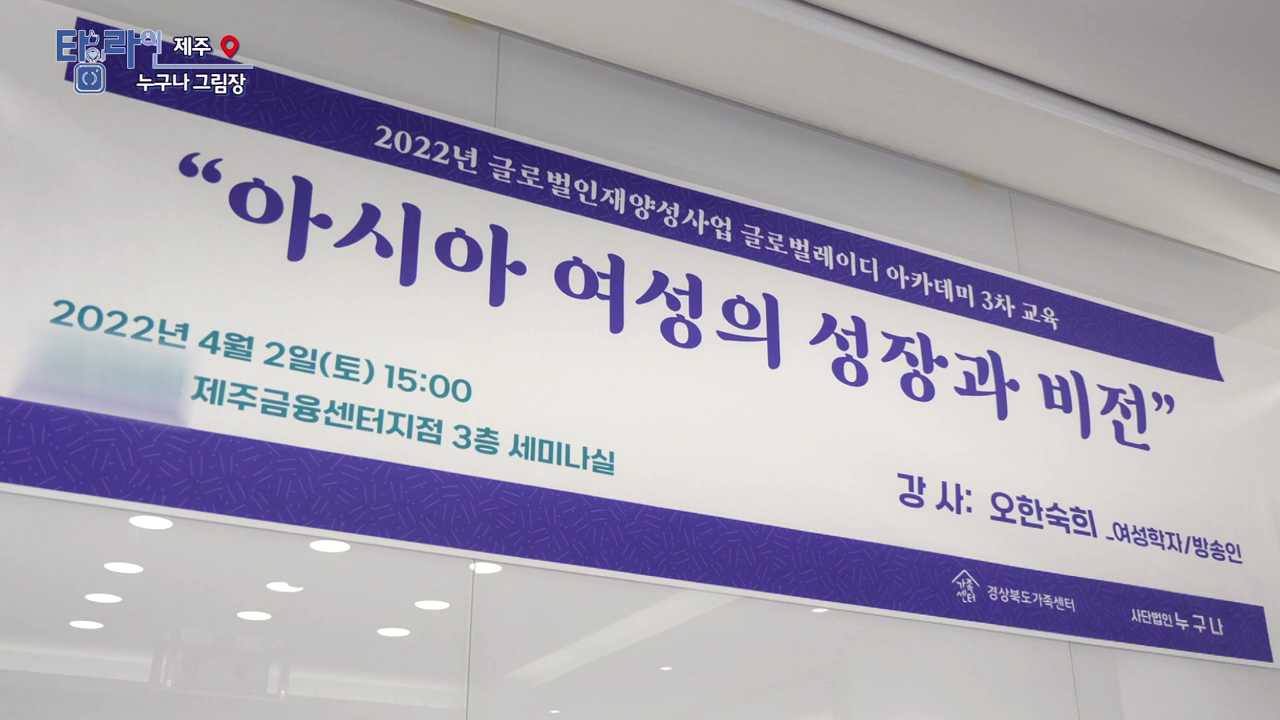 탐라인 제주
누구나 그림장
2022년 글로벌인재양성사업 글로벌레이디 아카데미 3차 교육
“아시아 여성의 성장과 비전”
2022년 4월 2일(토) 15:00
제주금융센터지점 3층 세미나실
강 사: 오한숙희 _여성학자/방송인
가족센터 경상북도가족센터
사단법인 누구나